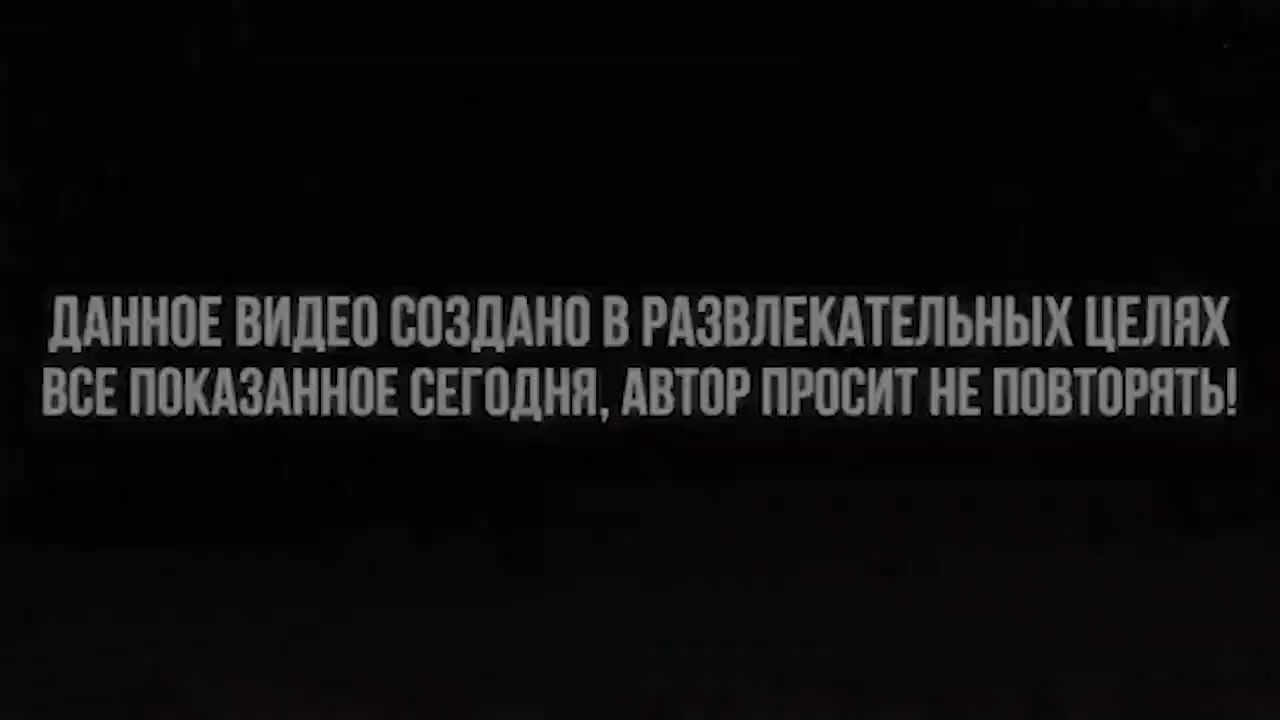 ДАННОЕ ВИДЕО СОЗДАНО В РАЗВЛЕКАТЕЛЬНЫХ ЦЕЛЯХ
ВСЕ ПОКАЗАННОЕ СЕГОДНЯ, АВТОР ПРОСИТ НЕ ПОВТОРЯТЬ!